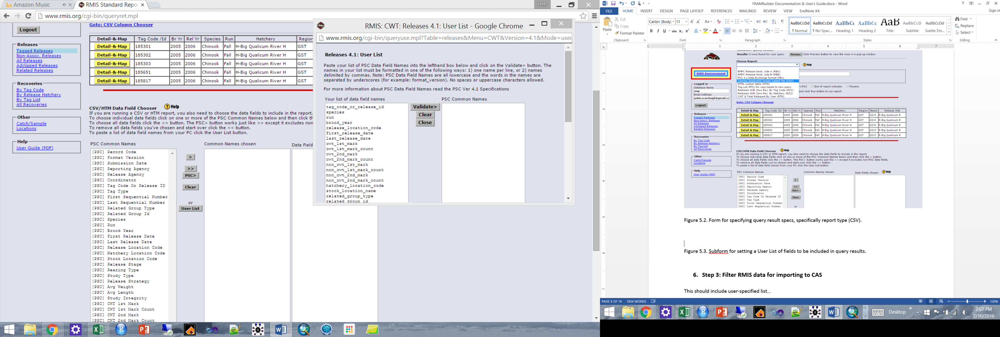 Amazon Music
RMIS Standard Repo
Peter
www.rmis.org/cgi-bin/queryret.mpl
Logout
Goto: CSV Column Chooser
Releases
Tagged Releases
Non-Assoc. Releases
All Releases
Adclipped Releases
Related Releases
Recoveries
By Tag Code
By Release Hatchery
By Tag List
All Recoveries
Other
Catch/Sample
Locations
Help
User Guide (PDF)
Detail-&-Map Tag Code /Id Br Yr Rel Yr Species Run Hatchery Region
Detail-&-Map 185301 2005 2006 Chinook Fall H-Big Qualicum River H GST
Detail-&-Map 185302 2005 2006 Chinook Fall H-Big Qualicum River H GST
Detail-&-Map 185303 2005 2006 Chinook Fall H-Big Qualicum River H GST
Detail-&-Map 185651 2005 2006 Chinook Fall H-Big Qualicum River H GST
Detail-&-Map 185817 2005 2006 Chinook Fall H-Big Qualicum River H GST
CSV/HTM Data Field Chooser ? Help
If you are running a CSV or HTM report, you also need to choose the data fields to include in the report.
To choose individual data fields click on one or more of the PSC Common Names below and then click th
To choose all data fields click the >> button. The PSC> button works just like >> except it excludes non
To remove all data fields you've chosen and start over click the << button.
To paste a list of data field names from your PC click the User List button.
PSC Common Names
Common Names chosen
Data Field
[PSC] Record Code
[PSC] Format Version
[PSC] Submission Date
[PSC] Reporting Agency
[PSC] Release Agency
[PSC] Coordinator
[PSC] Tag Code Or Release ID
[PSC] Tag Type
[PSC] First Sequential Number
[PSC] Last Sequential Number
[PSC] Related Group Type
[PSC] Related Group Id
[PSC] Species
[PSC] Run
[PSC] Brood Year
[PSC] First Release Date
[PSC] Last Release Date
[PSC] Release Location Code
[PSC] Hatchery Location Code
[PSC] Stock Location Code
[PSC] Release Stage
[PSC] Rearing Type
[PSC] Study Type
[PSC] Release Strategy
[PSC] Avg Weight
[PSC] Avg Length
[PSC] Study Integrity
[PSC] CWT 1st Mark
[PSC] CWT 1st Mark Count
[PSC] CWT 2nd Mark
[PSC] CWT 2nd Mark Count
>
>>
PSC>
Clear
or
User List
RMIS: CWT: Releases 4.1: User List - Google Chrome
www.rmis.org/cgi-bin/queryuse.mpl?Table=releases&Menu=CWT&Version=4.1&Mode=user
Releases 4.1: User List
Paste your list of PSC Data Field Names into the lefthand box below and click on the Validate> button. The
names in your list must be formatted in one of the following ways: 1) one name per line, or 2) names
delimited by commas. Note: PSC Data Field Names are all lowercase and the words in the names are
separated by underscores (for example: format_version). No spaces or uppercase characters allowed.
For more information about PSC Data Field Names read the PSC Ver 4.1 Specifications
Your list of data field names
PSC Common Names
tag_code_or_release_id
species
run
brood_year
release_location_code
first_release_date
last_release_date
cwt_1st_mark
cwt_1st_mark_count
cwt_2nd_mark
cwt_2nd_mark_count
non_cwt_1st_mark
non_cwt_1st_mark_count
non_cwt_2nd_mark
non_cwt_2nd_mark_count
hatchery_location_code
stock_location_name
related_group_type
related_group_id
Validate>
Clear
Close
FRAMBuilder Documentation & User's Guide.docx - Word
Sign in
FILE HOME INSERT DESIGN PAGE LAYOUT REFERENCES MAILINGS REVIEW VIEW EndNote X4
Paste
Cut
Copy
Format Painter
Clipboard
Calibri (Body) 11
Font
Paragraph
AaBbCcDd AaBbCcDd AaBbC( AaBbCc AaB AaBbCcD AaBbCcDd
¶ Normal ¶ No Spac... Heading 1 Heading 2 Title Subtitle Subtle Em...
Styles
Find
Replace
Select
Editing
1 1 2 3 4 5 6 7
Results: 5 rows found for your query Preview Click Preview button to view the rows in a pop-up window
Choose Report:
? Help
RMPC Release book, side A (RBA)
RMPC Release book, side B (RBB)
PSC 4.1 Data Exchange format (PRL)
Comma-Separated Values custom file (CSV)
HTML custom table (HTM)
Tag List (RTL) for copy/paste to new query
Releases With Zero Rec. By Tag Code (RZ1)
Releases With Zero Rec. By Hatchery (RZ2)
CWT & Total Released By Year (RTR)
V/PSC End of report indicator Params
and click Run button to run report
RMIS Announcement
Logged in
Database Name
rrep
Email Address
peter.a.mchugh@gmail.cc
Logout
Releases
Tagged Releases
Non-Assoc. Releases
All Releases
Adclipped Releases
Related Releases
Recoveries
By Tag Code
By Release Hatchery
By Tag List
All Recoveries
Other
Catch/Sample
Locations
Help
User Guide (PDF)
Goto: CSV Column Chooser
Detail-&-Map Tag Code /Id Br Yr Rel Yr Species Run Hatchery Region Basin Release Site
Detail-&-Map 185301 2005 2006 Chinook Fall H-Big Qualicum River H GST GSVI R-Big Qualicum R
Detail-&-Map 185302 2005 2006 Chinook Fall H-Big Qualicum River H GST GSVI R-Big Qualicum R
Detail-&-Map 185303 2005 2006 Chinook Fall H-Big Qualicum River H GST GSVI R-Big Qualicum R
Detail-&-Map 185651 2005 2006 Chinook Fall H-Big Qualicum River H GST GSVI R-Big Qualicum R
Detail-&-Map 185817 2005 2006 Chinook Fall H-Big Qualicum River H GST GSVI R-Big Qualicum R
CSV/HTM Data Field Chooser ? Help
If you are running a CSV or HTM report, you also need to choose the data fields to include in the report.
To choose individual data fields click on one or more of the PSC Common Names below and then click the > button.
To choose all data fields click the >> button. The PSC> button works just like >> except it excludes non-PSC data fields.
To remove all data fields you've chosen and start over click the << button.
To paste a list of data field names from your PC click the User List button.
PSC Common Names
Common Names chosen
Data Fields chosen ? Help
[PSC] Record Code
[PSC] Format Version
[PSC] Submission Date
[PSC] Reporting Agency
[PSC] Release Agency
[PSC] Coordinator
[PSC] Tag Code Or Release ID
[PSC] Tag Type
[PSC] First Sequential Number
[PSC] Last Sequential Number
>
>>
PSC>
Clear
or
Figure 5.2. Form for specifying query result specs, specifically report type (CSV).
Figure 5.3. Subform for setting a User List of fields to be included in query results.
6. Step 3: Filter RMIS data for importing to CAS
This should include user-specified list...
PAGE 9 OF 10 1854 WORDS
120%
Desktop
2:07 PM
2/10/2016